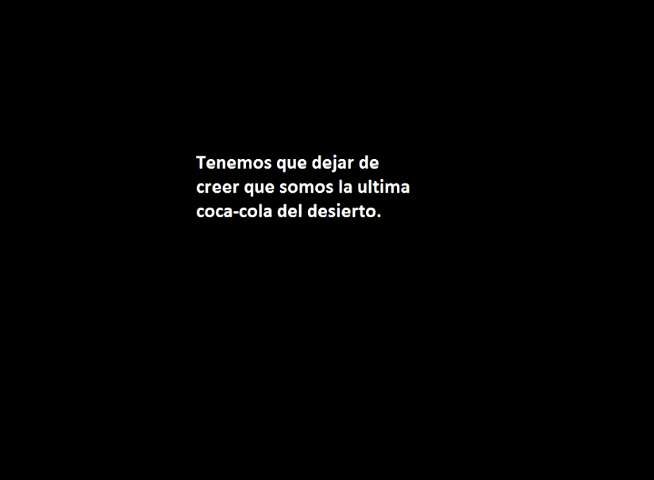 Tenemos que dejar de
creer que somos la ultima
coca-cola del desierto.